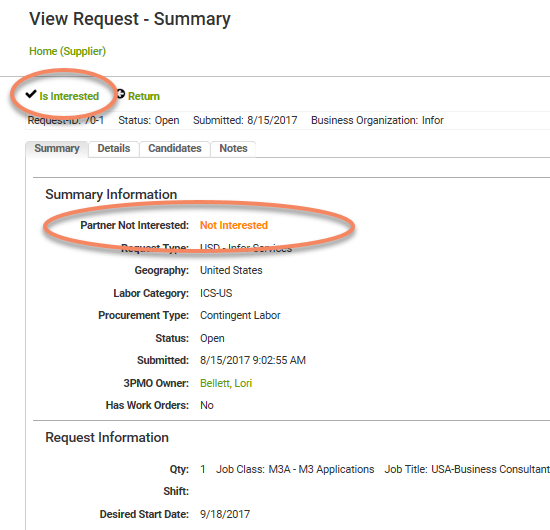 View Request - Summary
Home (Supplier)
Is Interested Return
Request-ID: 70-1 Status: Open Submitted: 8/15/2017 Business Organization: Infor
Summary Details Candidates Notes
Summary Information
Partner Not Interested: Not Interested
Request Type: USD - Infor Services
Geography: United States
Labor Category: ICS-US
Procurement Type: Contingent Labor
Status: Open
Submitted: 8/15/2017 9:02:55 AM
3PMO Owner: Bellett, Lori
Has Work Orders: No
Request Information
Qty: 1 Job Class: M3A - M3 Applications Job Title: USA-Business Consultant
Shift:
Desired Start Date: 9/18/2017